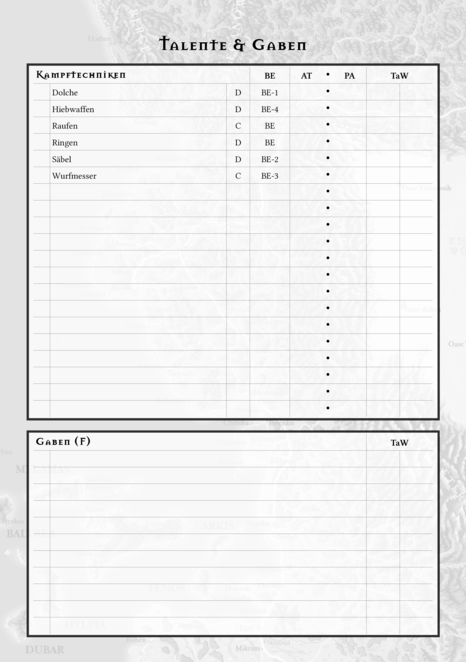 Talente & Gaben
Kampftechniken BE AT • PA TaW
Dolche D BE-1 •
Hiebwaffen D BE-4 •
Raufen C BE •
Ringen D BE •
Säbel D BE-2 •
Wurfmesser C BE-3 •
•
•
•
•
•
•
•
•
•
•
•
•
•
•
Gaben (F) TaW
DUBAR